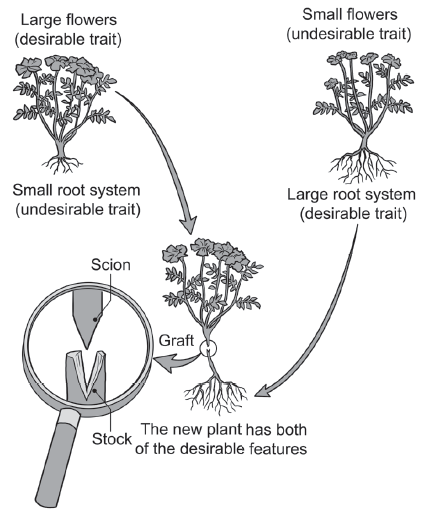 Large flowers
(desirable trait)
Small flowers
(undesirable trait)
Small root system
(undesirable trait)
Large root system
(desirable trait)
Scion
Graft
Stock
The new plant has both
of the desirable features